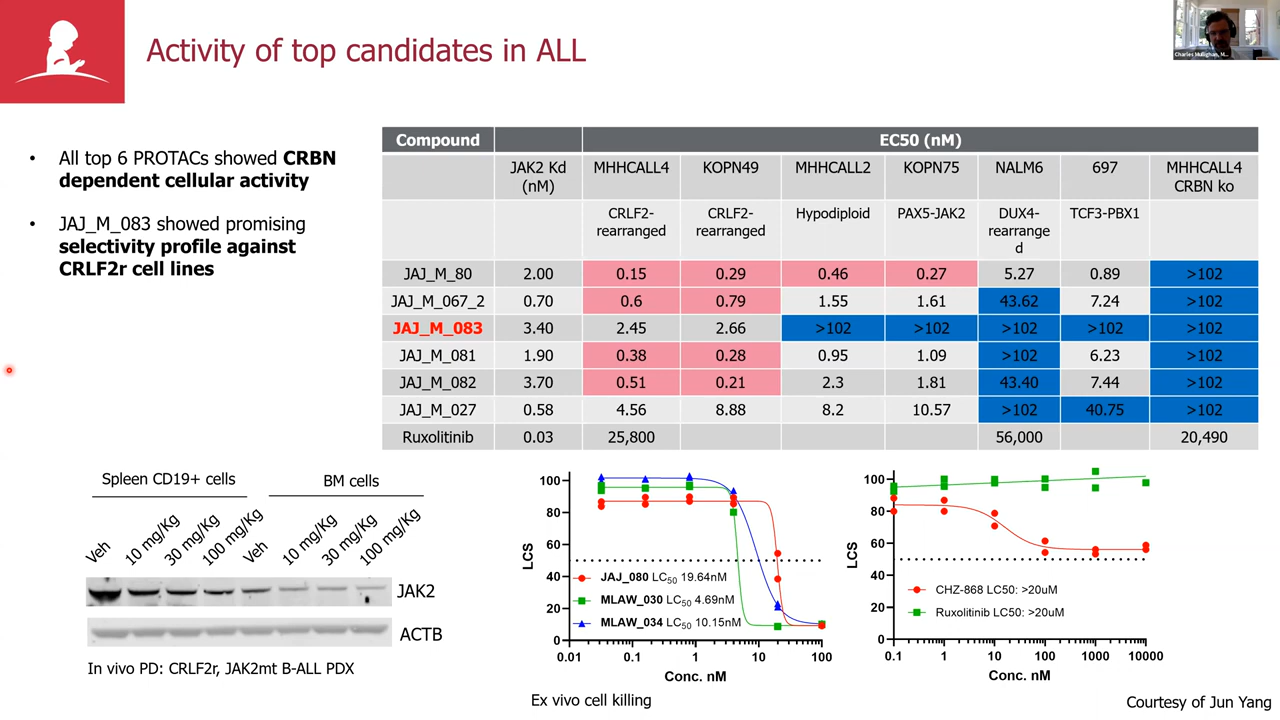 Activity of top candidates in ALL
Charles Mullighan, M...
• All top 6 PROTACs showed CRBN
dependent cellular activity
• JAJ_M_083 showed promising
selectivity profile against
CRLF2r cell lines
Compound EC50 (nM)
JAK2 Kd (nM) MHHCALL4 KOPN49 MHHCALL2 KOPN75 NALM6 697 MHHCALL4 CRBN ko
CRLF2-rearranged CRLF2-rearranged Hypodiploid PAX5-JAK2 DUX4-rearranged TCF3-PBX1
JAJ_M_80 2.00 0.15 0.29 0.46 0.27 5.27 0.89 >102
JAJ_M_067_2 0.70 0.6 0.79 1.55 1.61 43.62 7.24 >102
JAJ_M_083 3.40 2.45 2.66 >102 >102 >102 >102 >102
JAJ_M_081 1.90 0.38 0.28 0.95 1.09 >102 6.23 >102
JAJ_M_082 3.70 0.51 0.21 2.3 1.81 43.40 7.44 >102
JAJ_M_027 0.58 4.56 8.88 8.2 10.57 >102 40.75 >102
Ruxolitinib 0.03 25,800 56,000 20,490
Spleen CD19+ cells BM cells
Veh 10 mg/Kg 30 mg/Kg 100 mg/Kg Veh 10 mg/Kg 30 mg/Kg 100 mg/Kg
JAK2
ACTB
In vivo PD: CRLF2r, JAK2mt B-ALL PDX
LCS
100
80
60
40
20
0
JAJ_080 LC50 19.64nM
MLAW_030 LC50 4.69nM
MLAW_034 LC50 10.15nM
0.01 0.1 1 10 100
Conc. nM
Ex vivo cell killing
LCS
100
80
60
40
20
0
CHZ-868 LC50: >20uM
Ruxolitinib LC50: >20uM
0.1 1 10 100 1000 10000
Conc. nM
Courtesy of Jun Yang